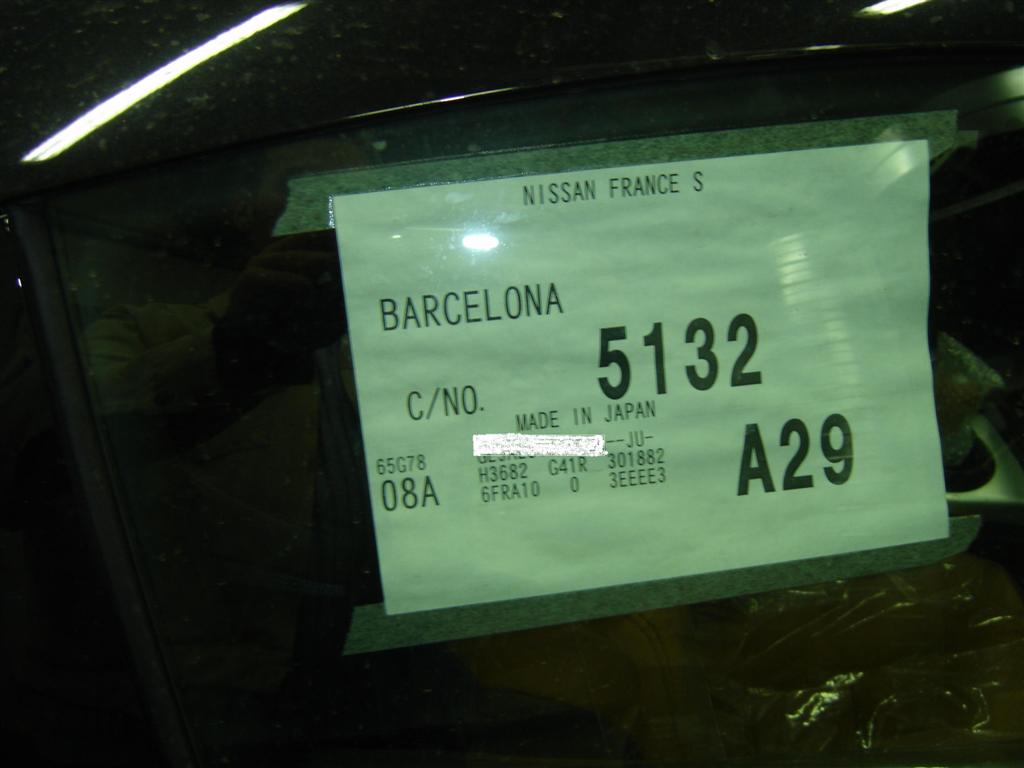 NISSAN FRANCE S
BARCELONA
C/NO. 5132
MADE IN JAPAN
--JU-
65G78 H3682 G41R 301882
08A 6FRA10 0 3EEEE3
A29